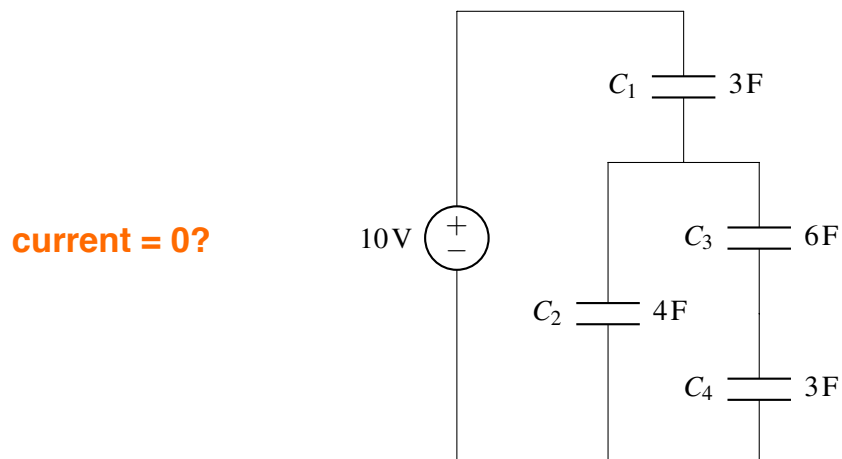 C1 3F
current = 0?
10V
+
−
C3 6F
C2 4F
C4 3F